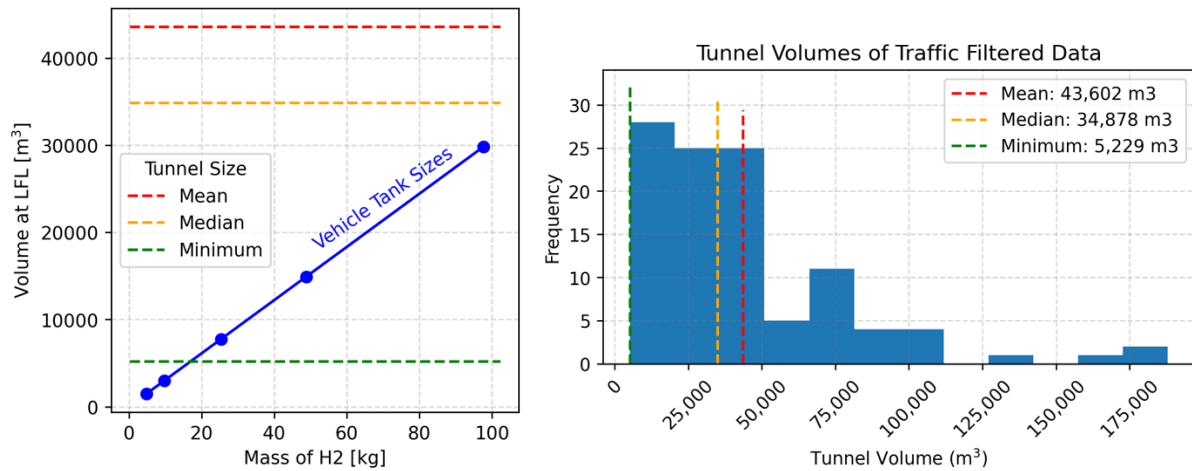 Volume at LFL [m³]
40000
30000
20000
10000
0
Tunnel Size
Mean
Median
Minimum
Vehicle Tank Sizes
0 20 40 60 80 100
Mass of H2 [kg]
Tunnel Volumes of Traffic Filtered Data
Frequency
30
25
20
15
10
5
0
Mean: 43,602 m3
Median: 34,878 m3
Minimum: 5,229 m3
0 25,000 50,000 75,000 100,000 125,000 150,000 175,000
Tunnel Volume (m³)